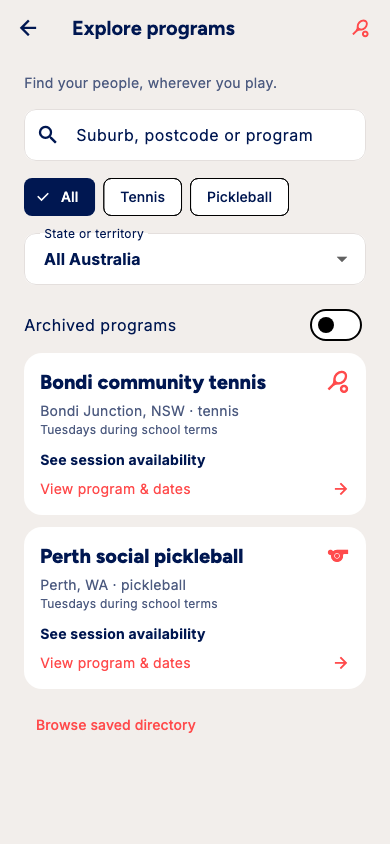 Explore programs
Find your people, wherever you play.
Suburb, postcode or program
All
Tennis
Pickleball
State or territory
All Australia
Archived programs
Bondi community tennis
Bondi Junction, NSW · tennis
Tuesdays during school terms
See session availability
View program & dates
Perth social pickleball
Perth, WA · pickleball
Tuesdays during school terms
See session availability
View program & dates
Browse saved directory